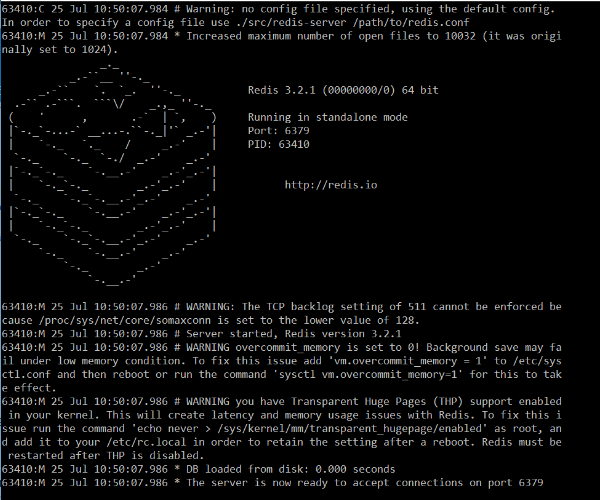 63410:C 25 Jul 10:50:07.984 # Warning: no config file specified, using the default config.
In order to specify a config file use ./src/redis-server /path/to/redis.conf
63410:M 25 Jul 10:50:07.984 * Increased maximum number of open files to 10032 (it was origi
nally set to 1024).
Redis 3.2.1 (00000000/0) 64 bit
Running in standalone mode
Port: 6379
PID: 63410
http://redis.io
63410:M 25 Jul 10:50:07.986 # WARNING: The TCP backlog setting of 511 cannot be enforced be
cause /proc/sys/net/core/somaxconn is set to the lower value of 128.
63410:M 25 Jul 10:50:07.986 # Server started, Redis version 3.2.1
63410:M 25 Jul 10:50:07.986 # WARNING overcommit_memory is set to 0! Background save may fa
il under low memory condition. To fix this issue add 'vm.overcommit_memory = 1' to /etc/sys
ctl.conf and then reboot or run the command 'sysctl vm.overcommit_memory=1' for this to tak
e effect.
63410:M 25 Jul 10:50:07.986 # WARNING you have Transparent Huge Pages (THP) support enabled
in your kernel. This will create latency and memory usage issues with Redis. To fix this i
ssue run the command 'echo never > /sys/kernel/mm/transparent_hugepage/enabled' as root, an
d add it to your /etc/rc.local in order to retain the setting after a reboot. Redis must be
restarted after THP is disabled.
63410:M 25 Jul 10:50:07.986 * DB loaded from disk: 0.000 seconds
63410:M 25 Jul 10:50:07.986 * The server is now ready to accept connections on port 6379